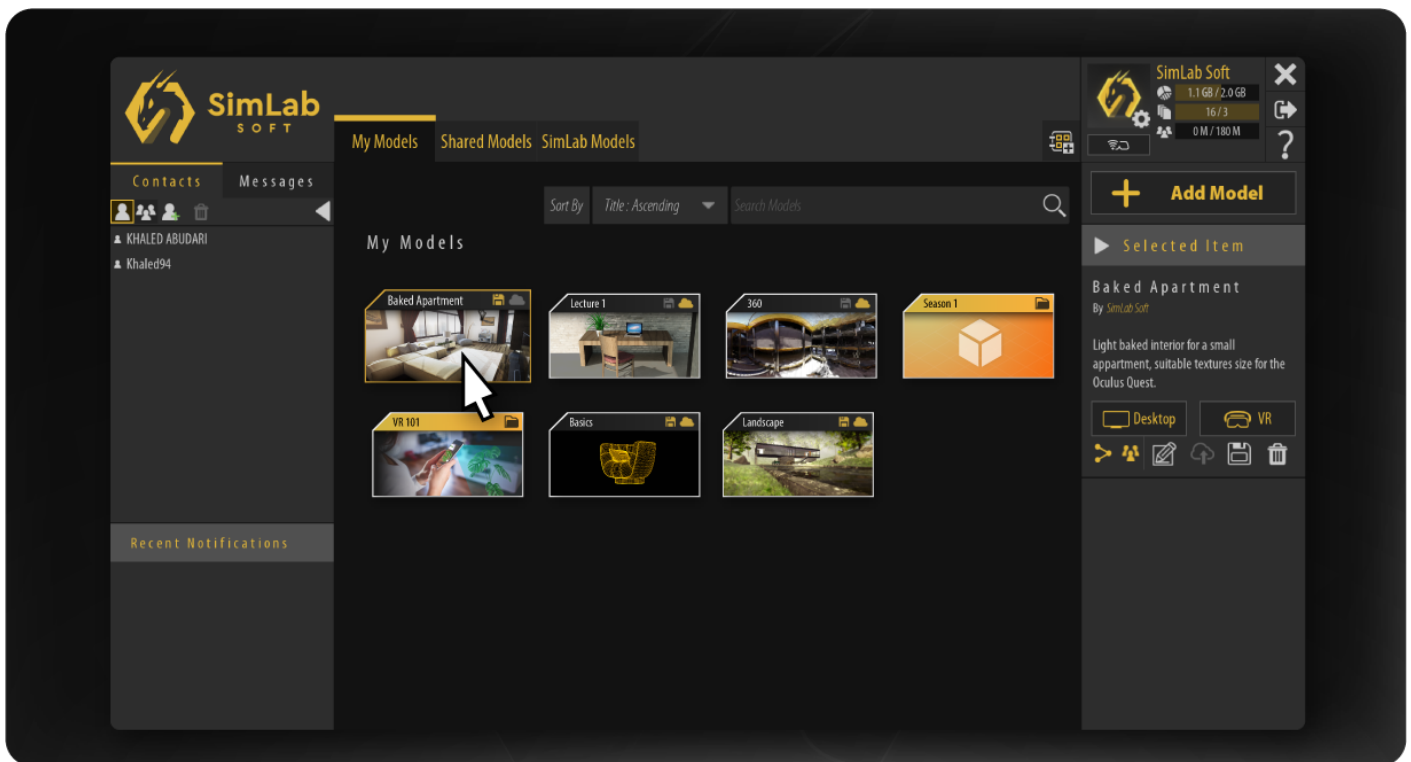 SimLab
SOFT
My Models
Shared Models
SimLab Models
SimLab Soft
1.1 GB / 2.0 GB
16 / 3
0 M / 180 M
?
Contacts
Messages
KHALED ABUDARI
Khaled94
Recent Notifications
Sort By
Title : Ascending
Search Models
My Models
Baked Apartment
Lecture 1
360
Season 1
VR 101
Basics
Landscape
Add Model
Selected Item
Baked Apartment
By SimLab Soft
Light baked interior for a small
appartment, suitable textures size for the
Oculus Quest.
Desktop
VR